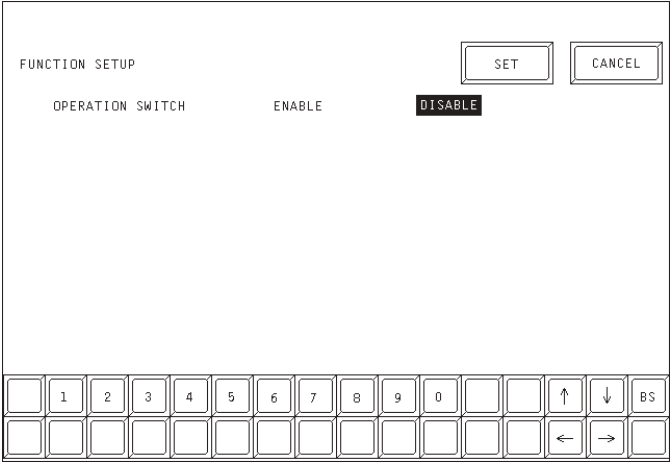 FUNCTION SETUP SET CANCEL
OPERATION SWITCH ENABLE DISABLE
1 2 3 4 5 6 7 8 9 0 ↑ ↓ BS
← →